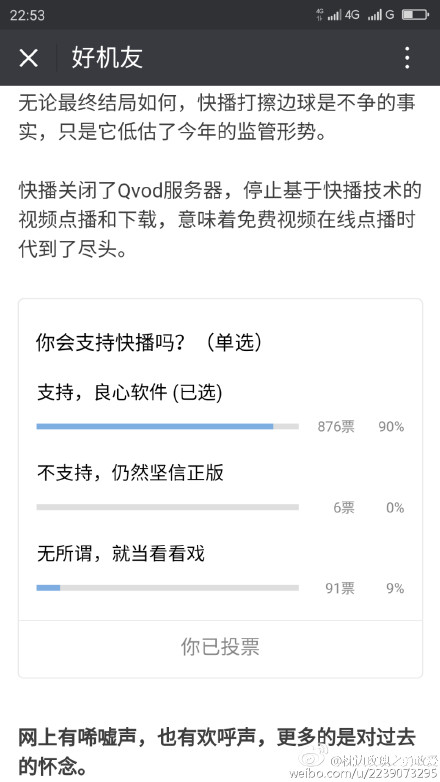 22:53
4G
4G
G
好机友
无论最终结局如何，快播打擦边球是不争的事
实，只是它低估了今年的监管形势。
快播关闭了Qvod服务器，停止基于快播技术的
视频点播和下载，意味着免费视频在线点播时
代到了尽头。
你会支持快播吗？（单选）
支持，良心软件 (已选)
876票 90%
不支持，仍然坚信正版
6票 0%
无所谓，就当看看戏
91票 9%
你已投票
网上有唏嘘声，也有欢呼声，更多的是对过去
的怀念。
weibo.com/u/2239073295